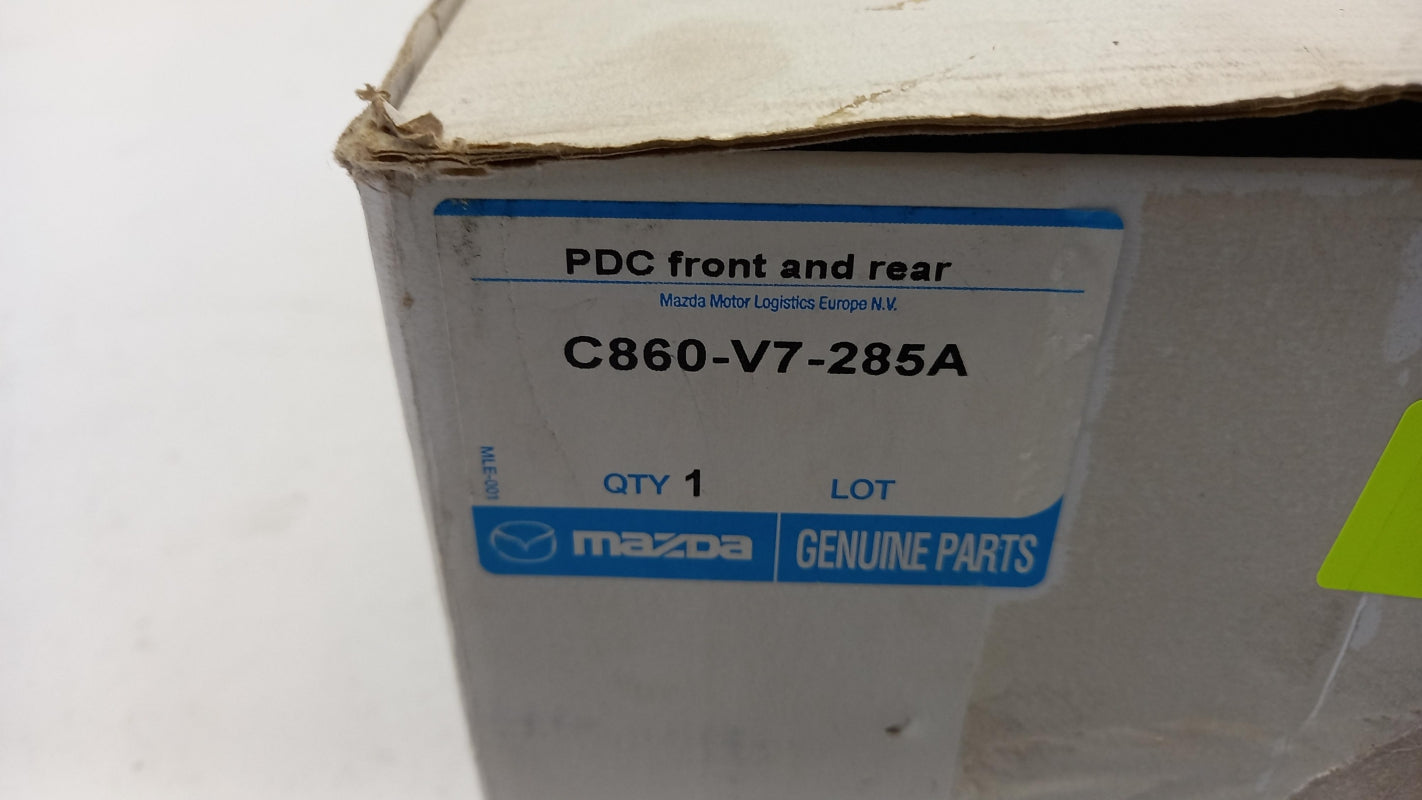 PDC front and rear
Mazda Motor Logistics Europe N.V.
C860-V7-285A
MLE-001
QTY 1 LOT
mazda GENUINE PARTS